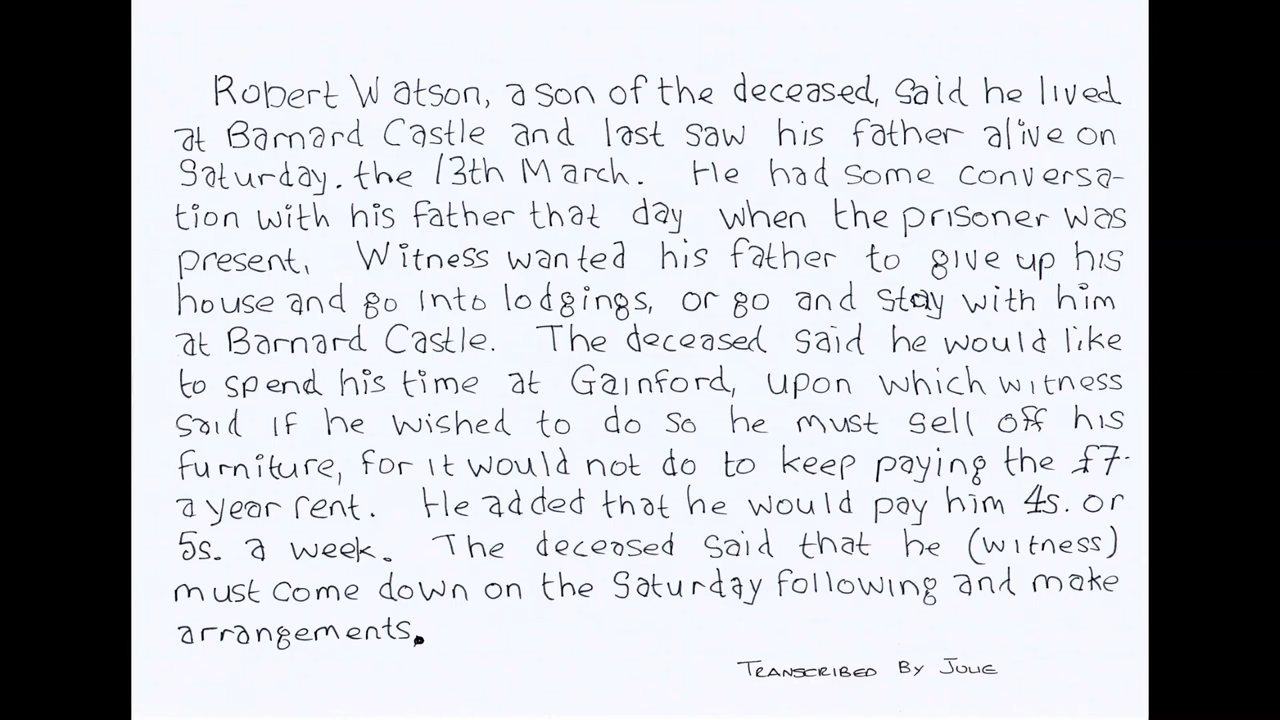 Robert Watson, a son of the deceased, said he lived
at Barnard Castle and last saw his father alive on
Saturday. the 13th March. He had some conversa-
tion with his father that day when the prisoner was
present. Witness wanted his father to give up his
house and go into lodgings, or go and stay with him
at Barnard Castle. The deceased said he would like
to spend his time at Gainford, upon which witness
said if he wished to do so he must sell off his
furniture, for it would not do to keep paying the £7.
a year rent. He added that he would pay him 4s. or
5s. a week. The deceased said that he (witness)
must come down on the Saturday following and make
arrangements.
TRANSCRIBED BY JULIE